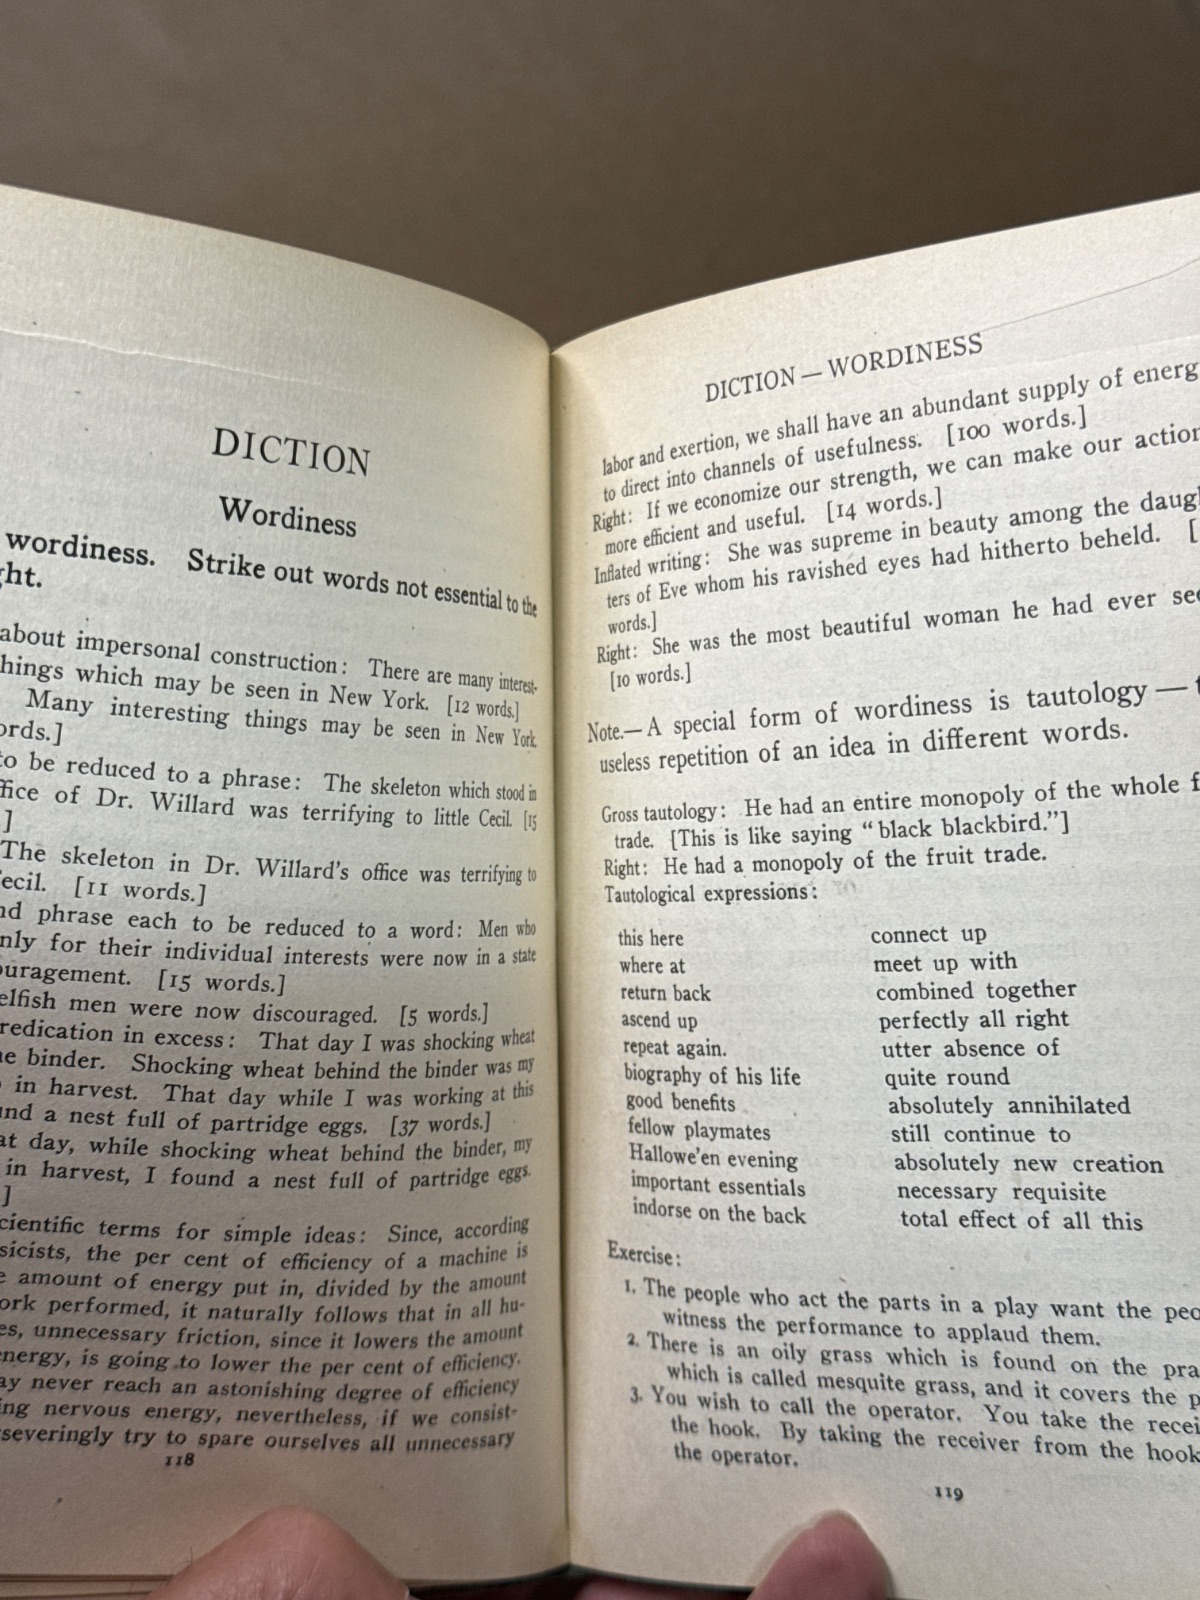 DICTION
Wordiness
wordiness. Strike out words not essential to the
about impersonal construction: There are many interest-
which may be seen in New York. [12 words.]
Many interesting things may be seen in New York.
to be reduced to a phrase: The skeleton which stood in
of Dr. Willard was terrifying to little Cecil. [15
]
The skeleton in Dr. Willard's office was terrifying to
[11 words.]
phrase each to be reduced to a word: Men who
for their individual interests were now in a state
[15 words.]
men were now discouraged. [5 words.]
in excess: That day I was shocking wheat
binder. Shocking wheat behind the binder was my
in harvest. That day while I was working at this
a nest full of partridge eggs. [37 words.]
day, while shocking wheat behind the binder, my
in harvest, I found a nest full of partridge eggs.
]
terms for simple ideas: Since, according
the per cent of efficiency of a machine is
amount of energy put in, divided by the amount
performed, it naturally follows that in all hu-
unnecessary friction, since it lowers the amount
is going to lower the per cent of efficiency.
never reach an astonishing degree of efficiency
nervous energy, nevertheless, if we consist-
try to spare ourselves all unnecessary
118
DICTION — WORDINESS
labor and exertion, we shall have an abundant supply of energ
to direct into channels of usefulness. [100 words.]
Right: If we economize our strength, we can make our action
more efficient and useful. [14 words.]
Inflated writing: She was supreme in beauty among the daugh
ters of Eve whom his ravished eyes had hitherto beheld. [
words.]
Right: She was the most beautiful woman he had ever see
[10 words.]
Note.— A special form of wordiness is tautology — t
useless repetition of an idea in different words.
Gross tautology: He had an entire monopoly of the whole f
trade. [This is like saying "black blackbird."]
Right: He had a monopoly of the fruit trade.
Tautological expressions:
this here
where at
return back
ascend up
repeat again.
biography of his life
good benefits
fellow playmates
Hallowe'en evening
important essentials
indorse on the back
connect up
meet up with
combined together
perfectly all right
utter absence of
quite round
absolutely annihilated
still continue to
absolutely new creation
necessary requisite
total effect of all this
Exercise:
1. The people who act the parts in a play want the peo
witness the performance to applaud them.
2. There is an oily grass which is found on the pra
which is called mesquite grass, and it covers the p
3. You wish to call the operator. You take the recei
the hook. By taking the receiver from the hook
the operator.
119